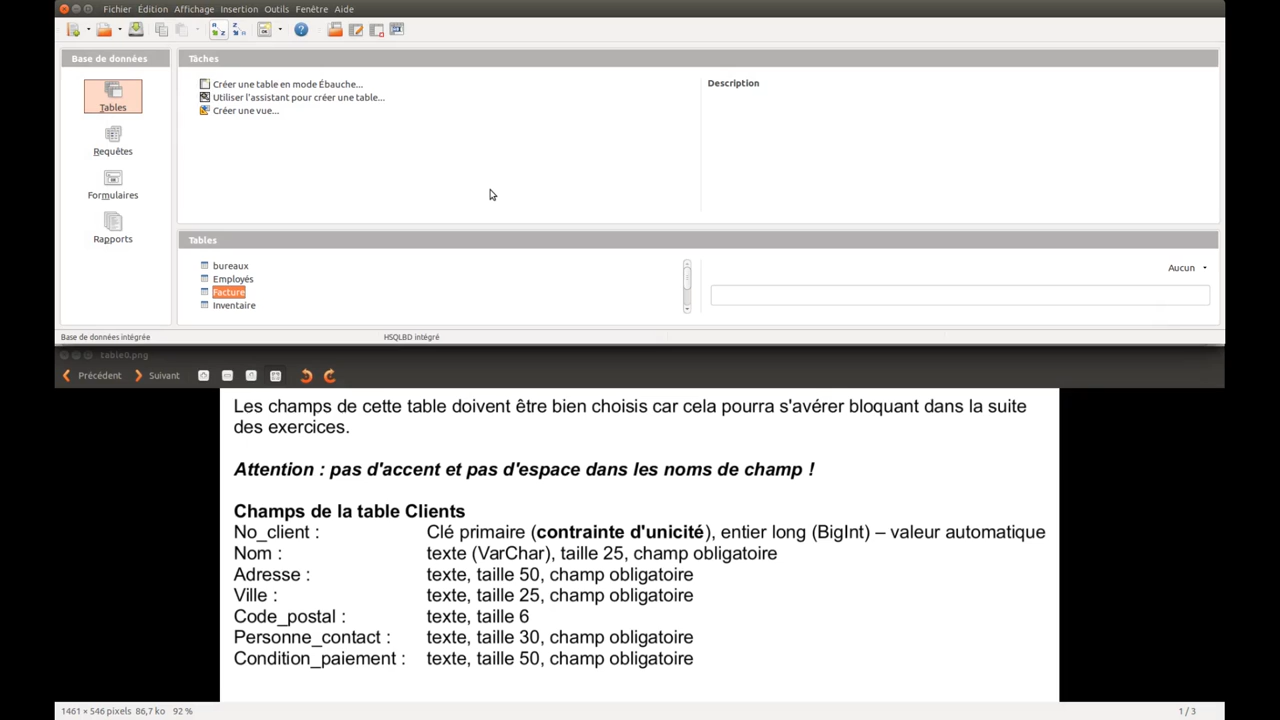 Fichier Édition Affichage Insertion Outils Fenêtre Aide
Base de données
Tables
Requêtes
Formulaires
Rapports
Tâches
Créer une table en mode Ébauche...
Utiliser l'assistant pour créer une table...
Créer une vue...
Description
Tables
bureaux
Employés
Facture
Inventaire
Aucun
Base de données intégrée HSQLBD intégré
table0.png
Précédent Suivant
Les champs de cette table doivent être bien choisis car cela pourra s'avérer bloquant dans la suite
des exercices.
Attention : pas d'accent et pas d'espace dans les noms de champ !
Champs de la table Clients
No_client : Clé primaire (contrainte d'unicité), entier long (BigInt) – valeur automatique
Nom : texte (VarChar), taille 25, champ obligatoire
Adresse : texte, taille 50, champ obligatoire
Ville : texte, taille 25, champ obligatoire
Code_postal : texte, taille 6
Personne_contact : texte, taille 30, champ obligatoire
Condition_paiement : texte, taille 50, champ obligatoire
1461 × 546 pixels 86,7 ko 92 % 1 / 3